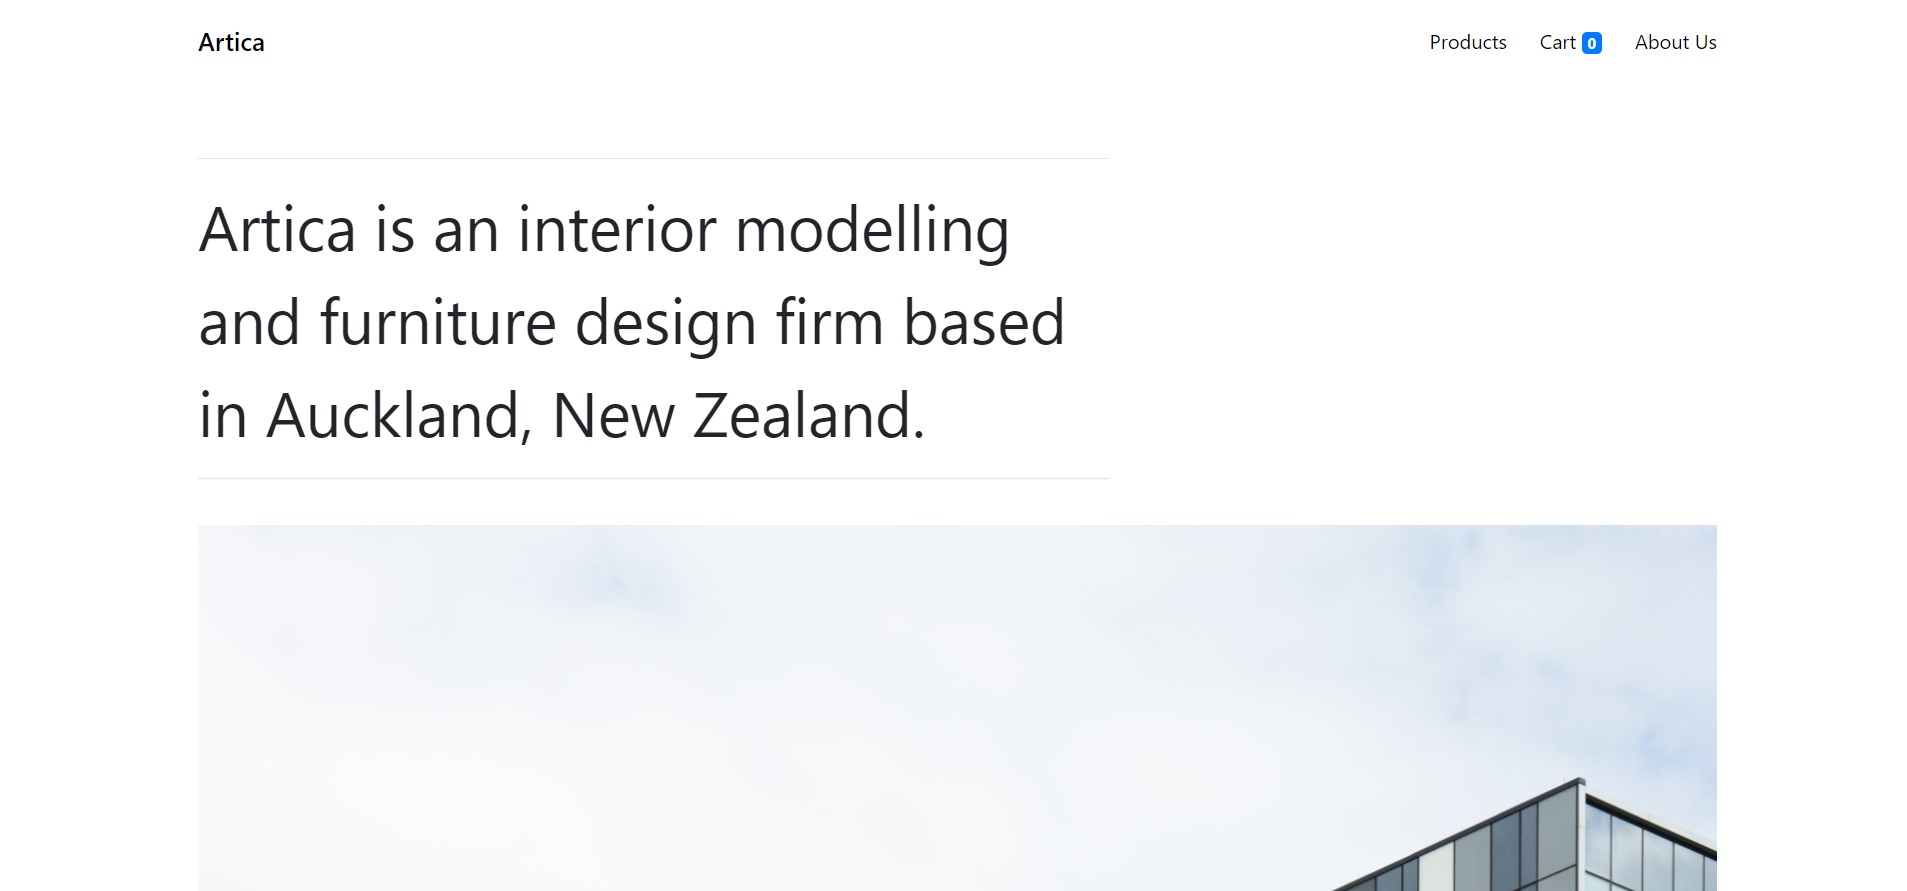 Artica
Products Cart 0 About Us
Artica is an interior modelling
and furniture design firm based
in Auckland, New Zealand.